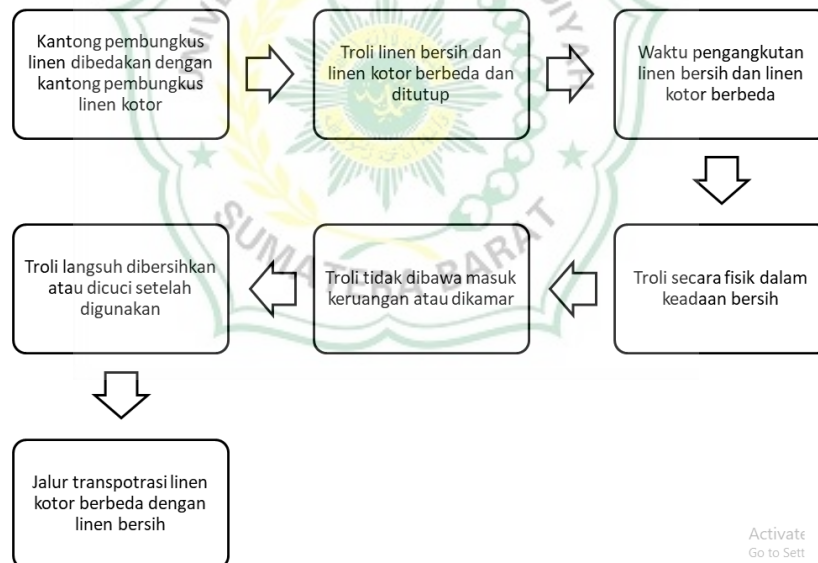 Kantong pembungkus
linen dibedakan dengan
kantong pembungkus
linen kotor
Troli linen bersih dan
linen kotor berbeda dan
ditutup
Waktu pengangkutan
linen bersih dan linen
kotor berbeda
Troli secara fisik dalam
keadaan bersih
Troli tidak dibawa masuk
keruangan atau dikamar
Troli langsuh dibersihkan
atau dicuci setelah
digunakan
Jalur transpotrasi linen
kotor berbeda dengan
linen bersih
SUMATERA BARAT
Activate
Go to Sett